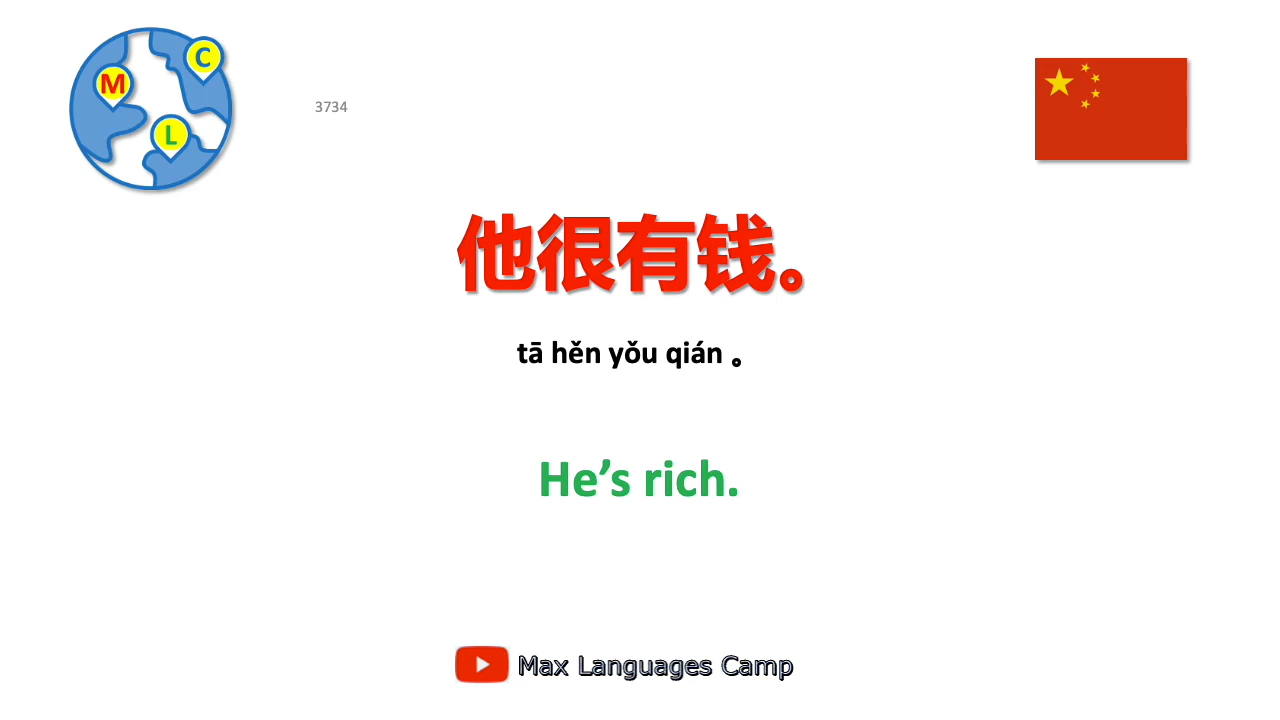 C
M
L
3734
他很有钱。
tā hěn yǒu qián 。
He’s rich.
Max Languages Camp